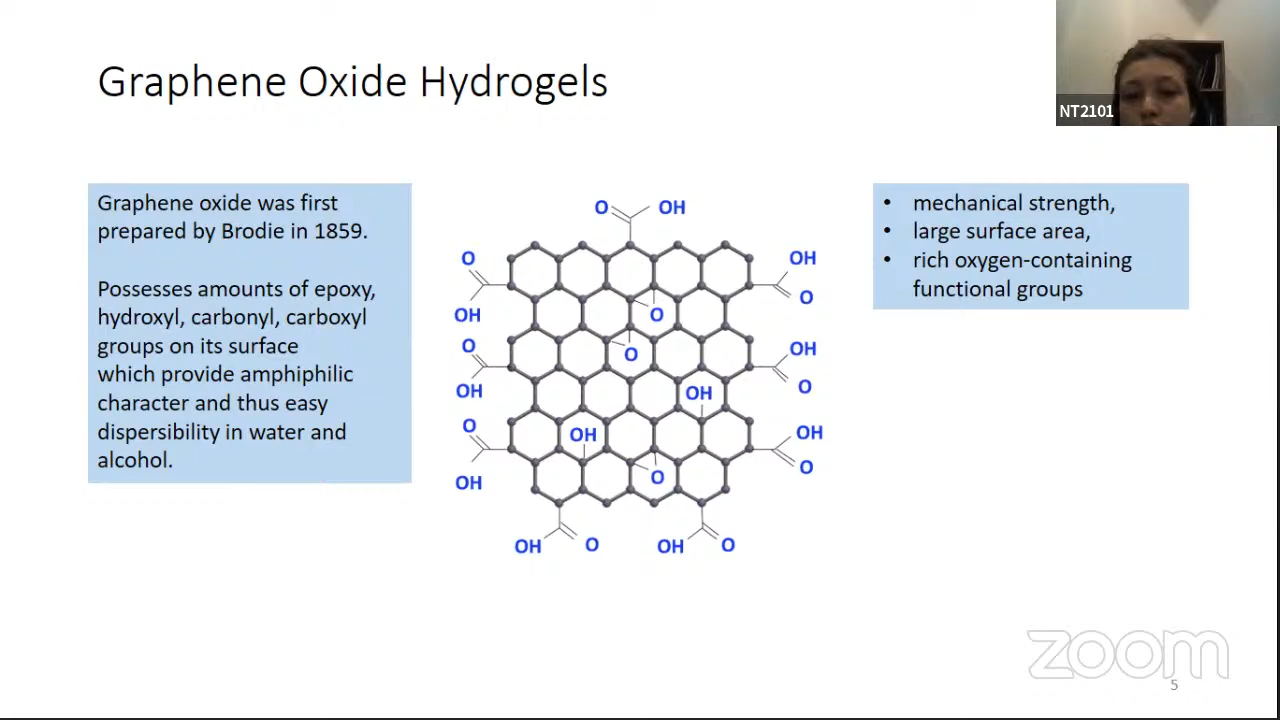 Graphene Oxide Hydrogels
NT2101
Graphene oxide was first
prepared by Brodie in 1859.
Possesses amounts of epoxy,
hydroxyl, carbonyl, carboxyl
groups on its surface
which provide amphiphilic
character and thus easy
dispersibility in water and
alcohol.
O OH
O OH
O
OH O
O OH
O
OH O
OH
O OH
OH O
OH O
OH O OH O
• mechanical strength,
• large surface area,
• rich oxygen-containing
functional groups
zoom
5